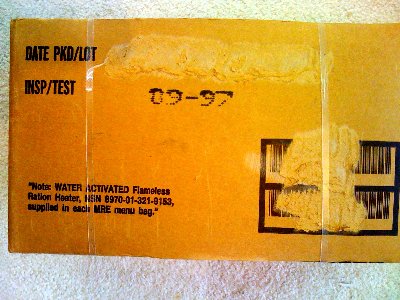 DATE PKD/LOT
INSP/TEST
09-97
"Note: WATER ACTIVATED Flameless
Ration Heater, NSN 8970-01-321-9153,
supplied in each MRE menu bag."